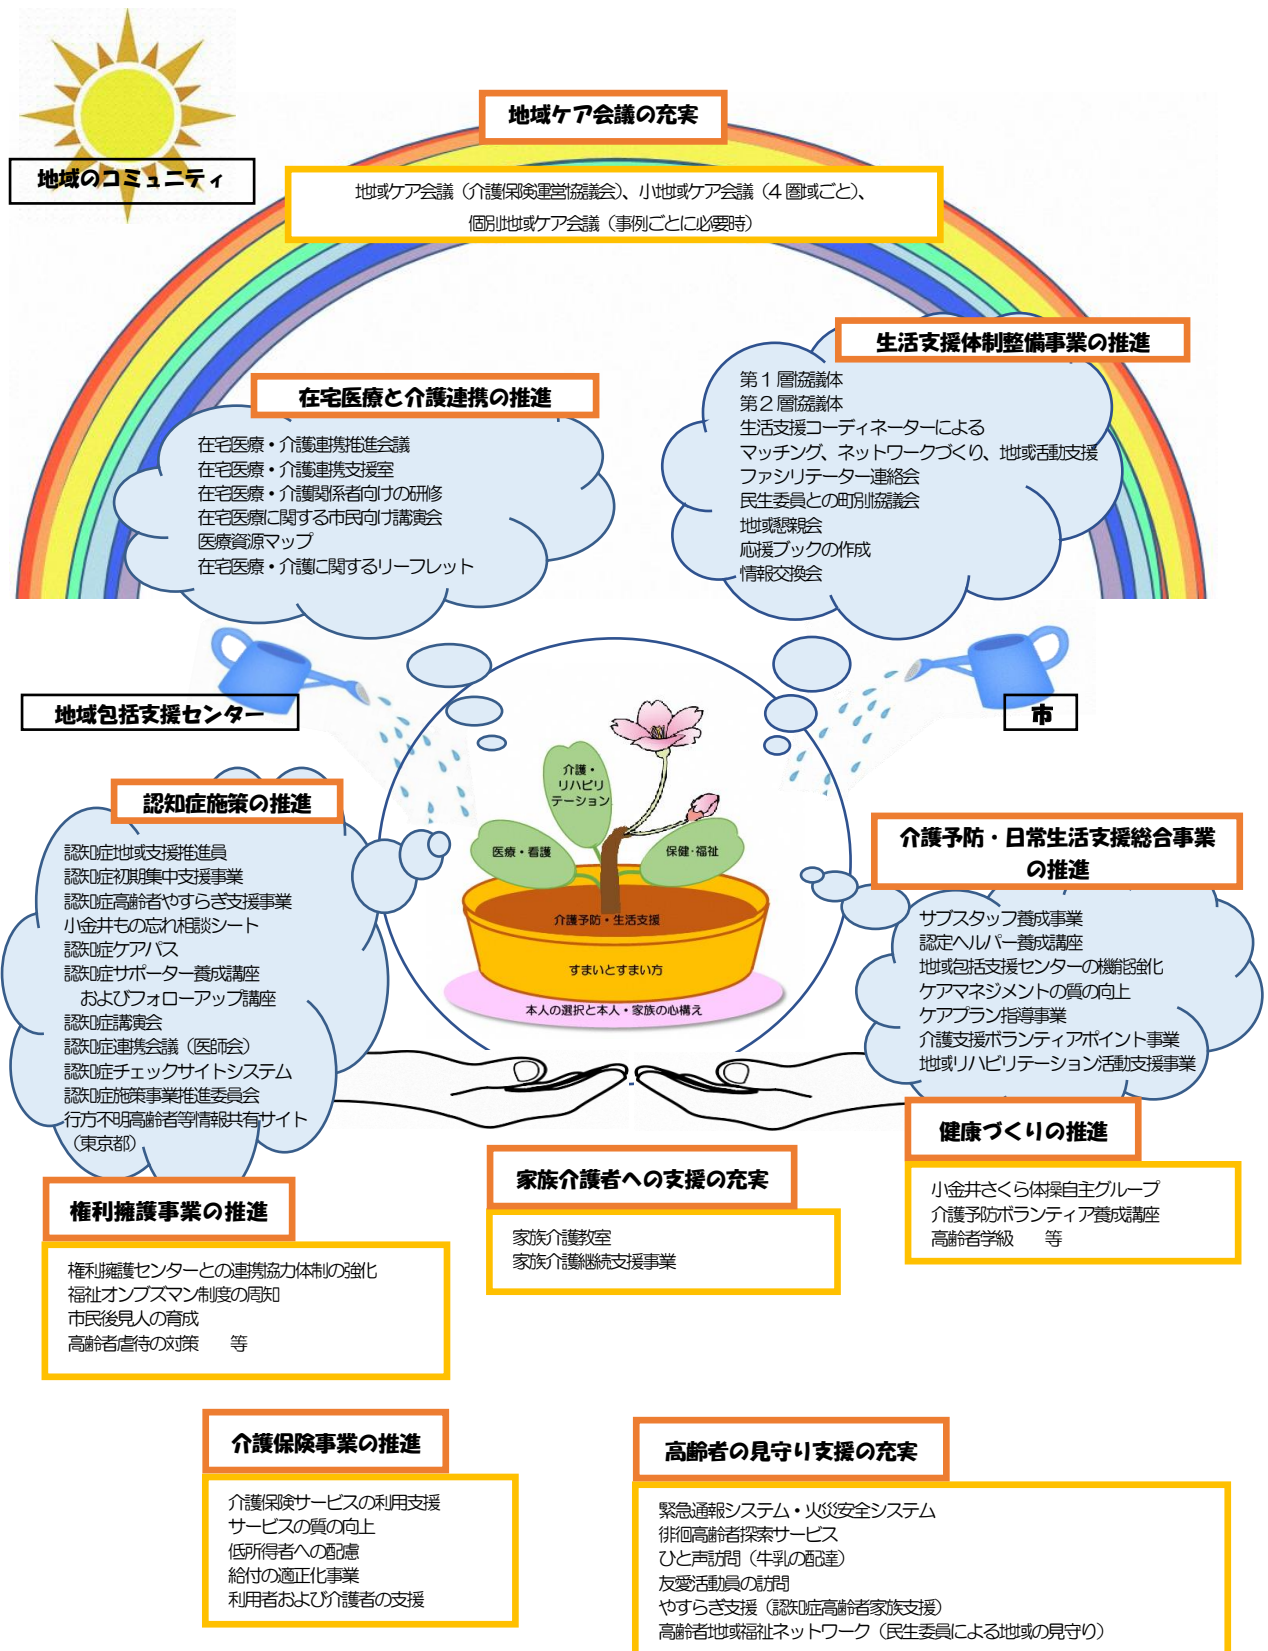 地域ケア会議の充実
地域のコミュニティ
地域ケア会議（介護保険運営協議会）、小地域ケア会議（4圏域ごと）、
個別地域ケア会議（事例ごとに必要時）
生活支援体制整備事業の推進
第１層協議体
第２層協議体
生活支援コーディネーターによる
マッチング、ネットワークづくり、地域活動支援
ファシリテーター連絡会
民生委員との町別協議会
地域懇親会
応援ブックの作成
情報交換会
在宅医療と介護連携の推進
在宅医療・介護連携推進会議
在宅医療・介護連携支援室
在宅医療・介護関係者向けの研修
在宅医療に関する市民向け講演会
医療資源マップ
在宅医療・介護に関するリーフレット
地域包括支援センター
市
介護・
リハビリ
テーション
医療・看護
保健・福祉
介護予防・生活支援
すまいとすまい方
本人の選択と本人・家族の心構え
認知症施策の推進
認知症地域支援推進員
認知症初期集中支援事業
認知症高齢者やすらぎ支援事業
小金井もの忘れ相談シート
認知症ケアパス
認知症サポーター養成講座
およびフォローアップ講座
認知症講演会
認知症連携会議（医師会）
認知症チェックサイトシステム
認知症施策事業推進委員会
行方不明高齢者等情報共有サイト
（東京都）
介護予防・日常生活支援総合事業
の推進
サブスタッフ養成事業
認定ヘルパー養成講座
地域包括支援センターの機能強化
ケアマネジメントの質の向上
ケアプラン指導事業
介護支援ボランティアポイント事業
地域リハビリテーション活動支援事業
健康づくりの推進
小金井さくら体操自主グループ
介護予防ボランティア養成講座
高齢者学級　等
家族介護者への支援の充実
家族介護教室
家族介護継続支援事業
権利擁護事業の推進
権利擁護センターとの連携協力体制の強化
福祉オンブズマン制度の周知
市民後見人の育成
高齢者虐待の対策　等
介護保険事業の推進
介護保険サービスの利用支援
サービスの質の向上
低所得者への配慮
給付の適正化事業
利用者および介護者の支援
高齢者の見守り支援の充実
緊急通報システム・火災安全システム
徘徊高齢者探索サービス
ひと声訪問（牛乳の配達）
友愛活動員の訪問
やすらぎ支援（認知症高齢者家族支援）
高齢者地域福祉ネットワーク（民生委員による地域の見守り）